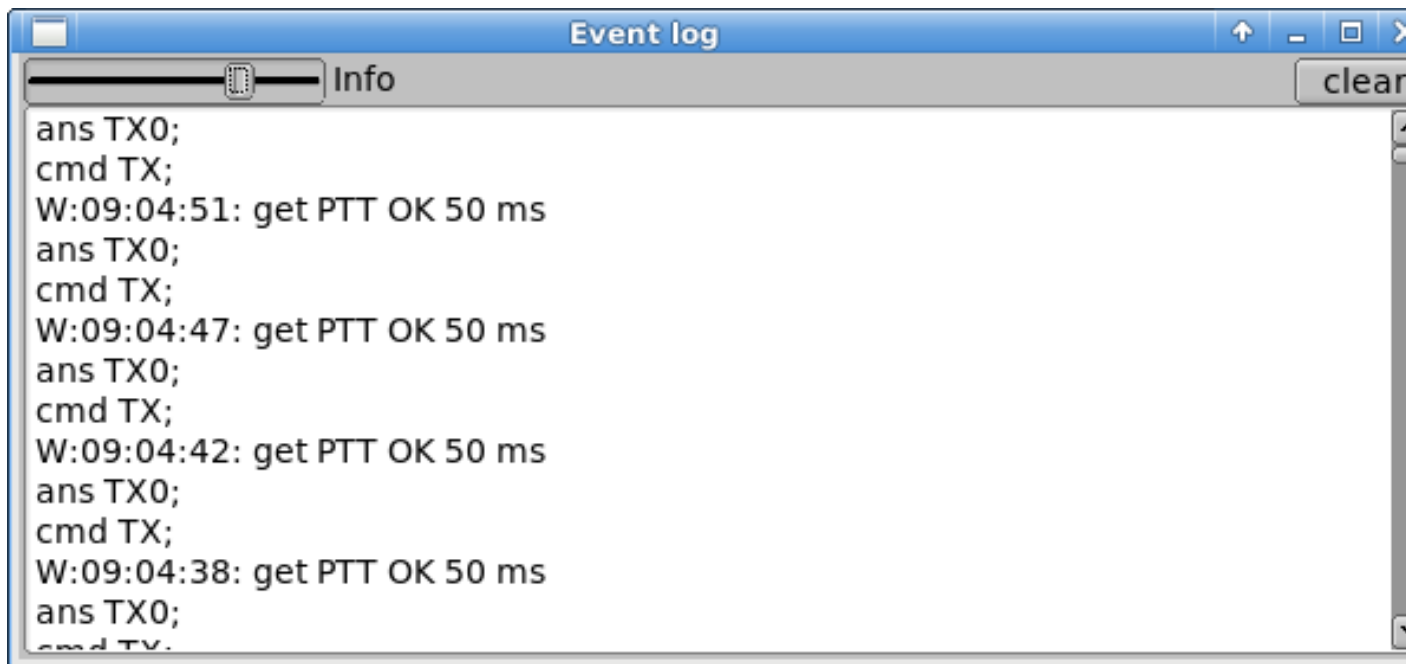 Event log
Info
clear
ans TX0;
cmd TX;
W:09:04:51: get PTT OK 50 ms
ans TX0;
cmd TX;
W:09:04:47: get PTT OK 50 ms
ans TX0;
cmd TX;
W:09:04:42: get PTT OK 50 ms
ans TX0;
cmd TX;
W:09:04:38: get PTT OK 50 ms
ans TX0;
cmd TX;